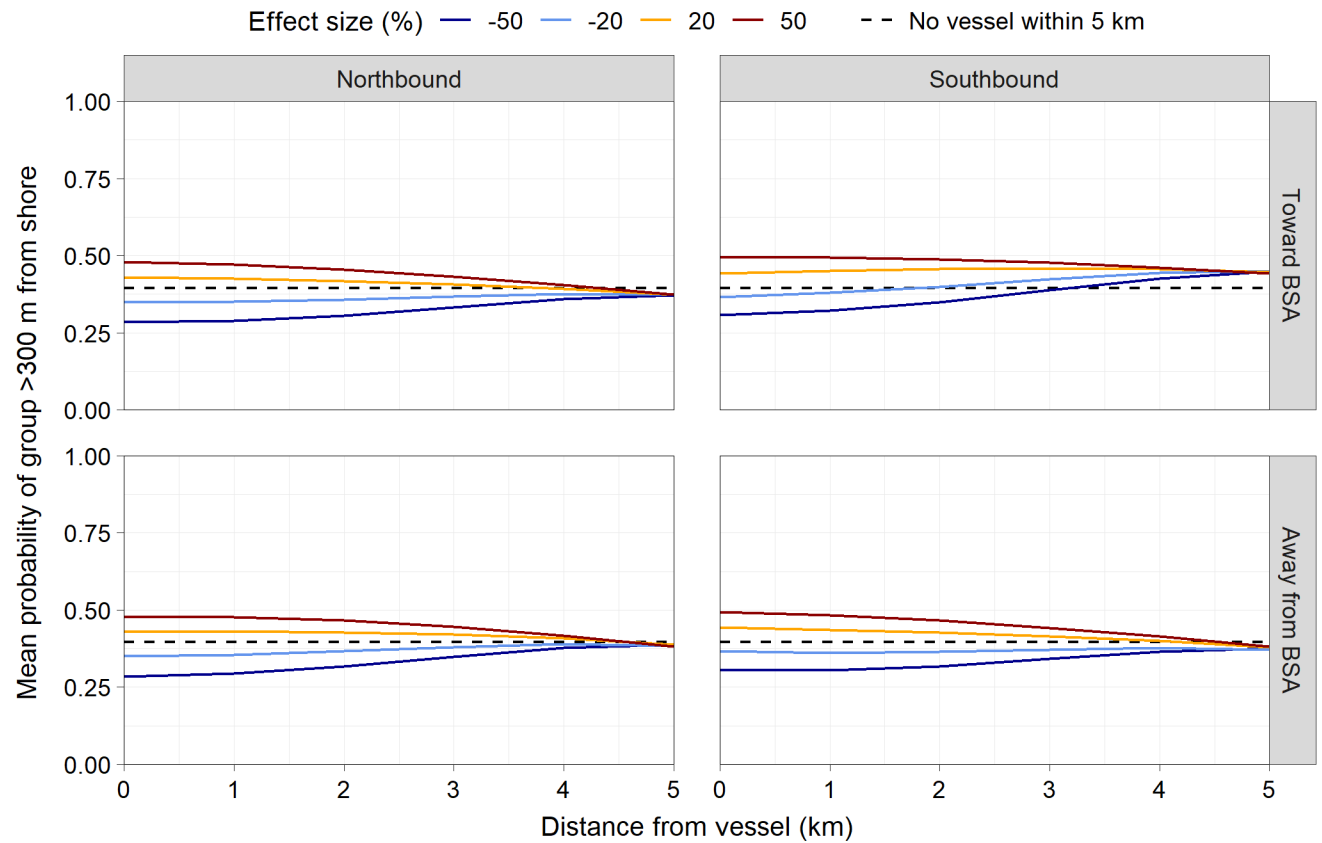 Effect size (%) -50 -20 20 50 No vessel within 5 km
Northbound Southbound
Mean probability of group >300 m from shore
1.00
0.75
0.50
0.25
0.00
Toward BSA
1.00
0.75
0.50
0.25
0.00
Away from BSA
0 1 2 3 4 5 0 1 2 3 4 5
Distance from vessel (km)